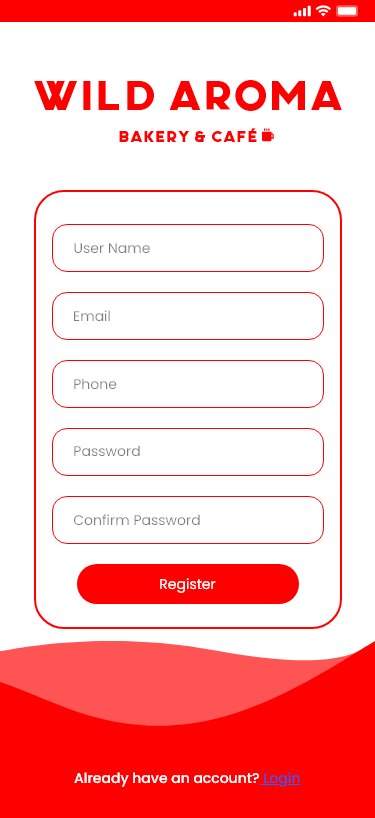 WILD AROMA
BAKERY & CAFÉ
User Name
Email
Phone
Password
Confirm Password
Register
Already have an account? Login